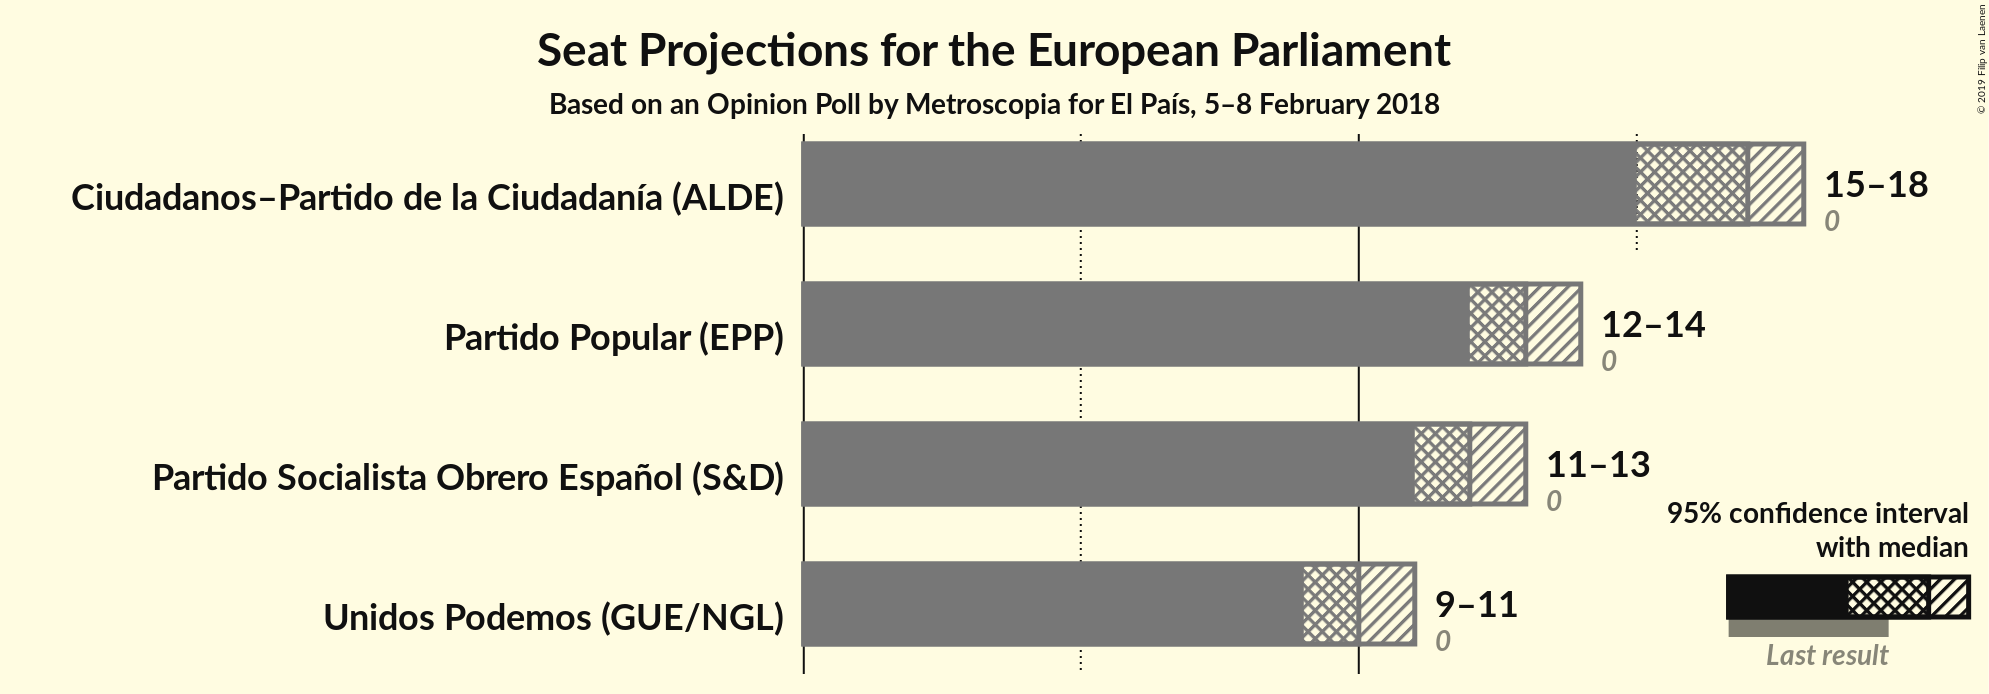 Seat Projections for the European Parliament
Based on an Opinion Poll by Metroscopia for El País, 5–8 February 2018
© 2019 Filip van Laenen
Ciudadanos–Partido de la Ciudadanía (ALDE)
15–18
0
Partido Popular (EPP)
12–14
0
Partido Socialista Obrero Español (S&D)
11–13
0
Unidos Podemos (GUE/NGL)
9–11
0
95% confidence interval
with median
Last result